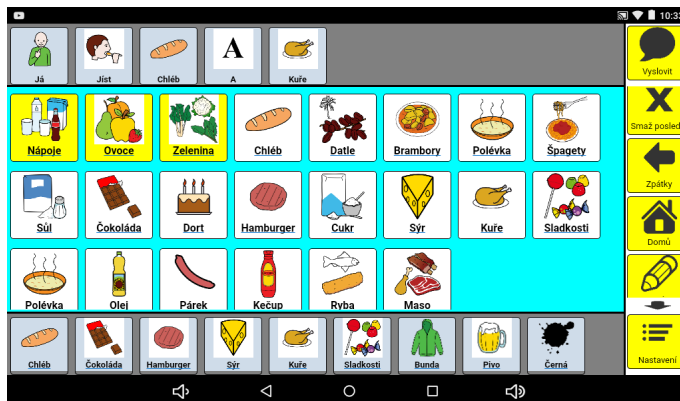 10:33
Já Jíst Chléb A Kuře
A
Vyslovit
Smaž posled
Zpátky
Domů
Nastavení
Nápoje Ovoce Zelenina Chléb Datle Brambory Polévka Špagety
Sůl Čokoláda Dort Hamburger Cukr Sýr Kuře Sladkosti
Polévka Olej Párek Kečup Ryba Maso
Chléb Čokoláda Hamburger Sýr Kuře Sladkosti Bunda Pivo Černá